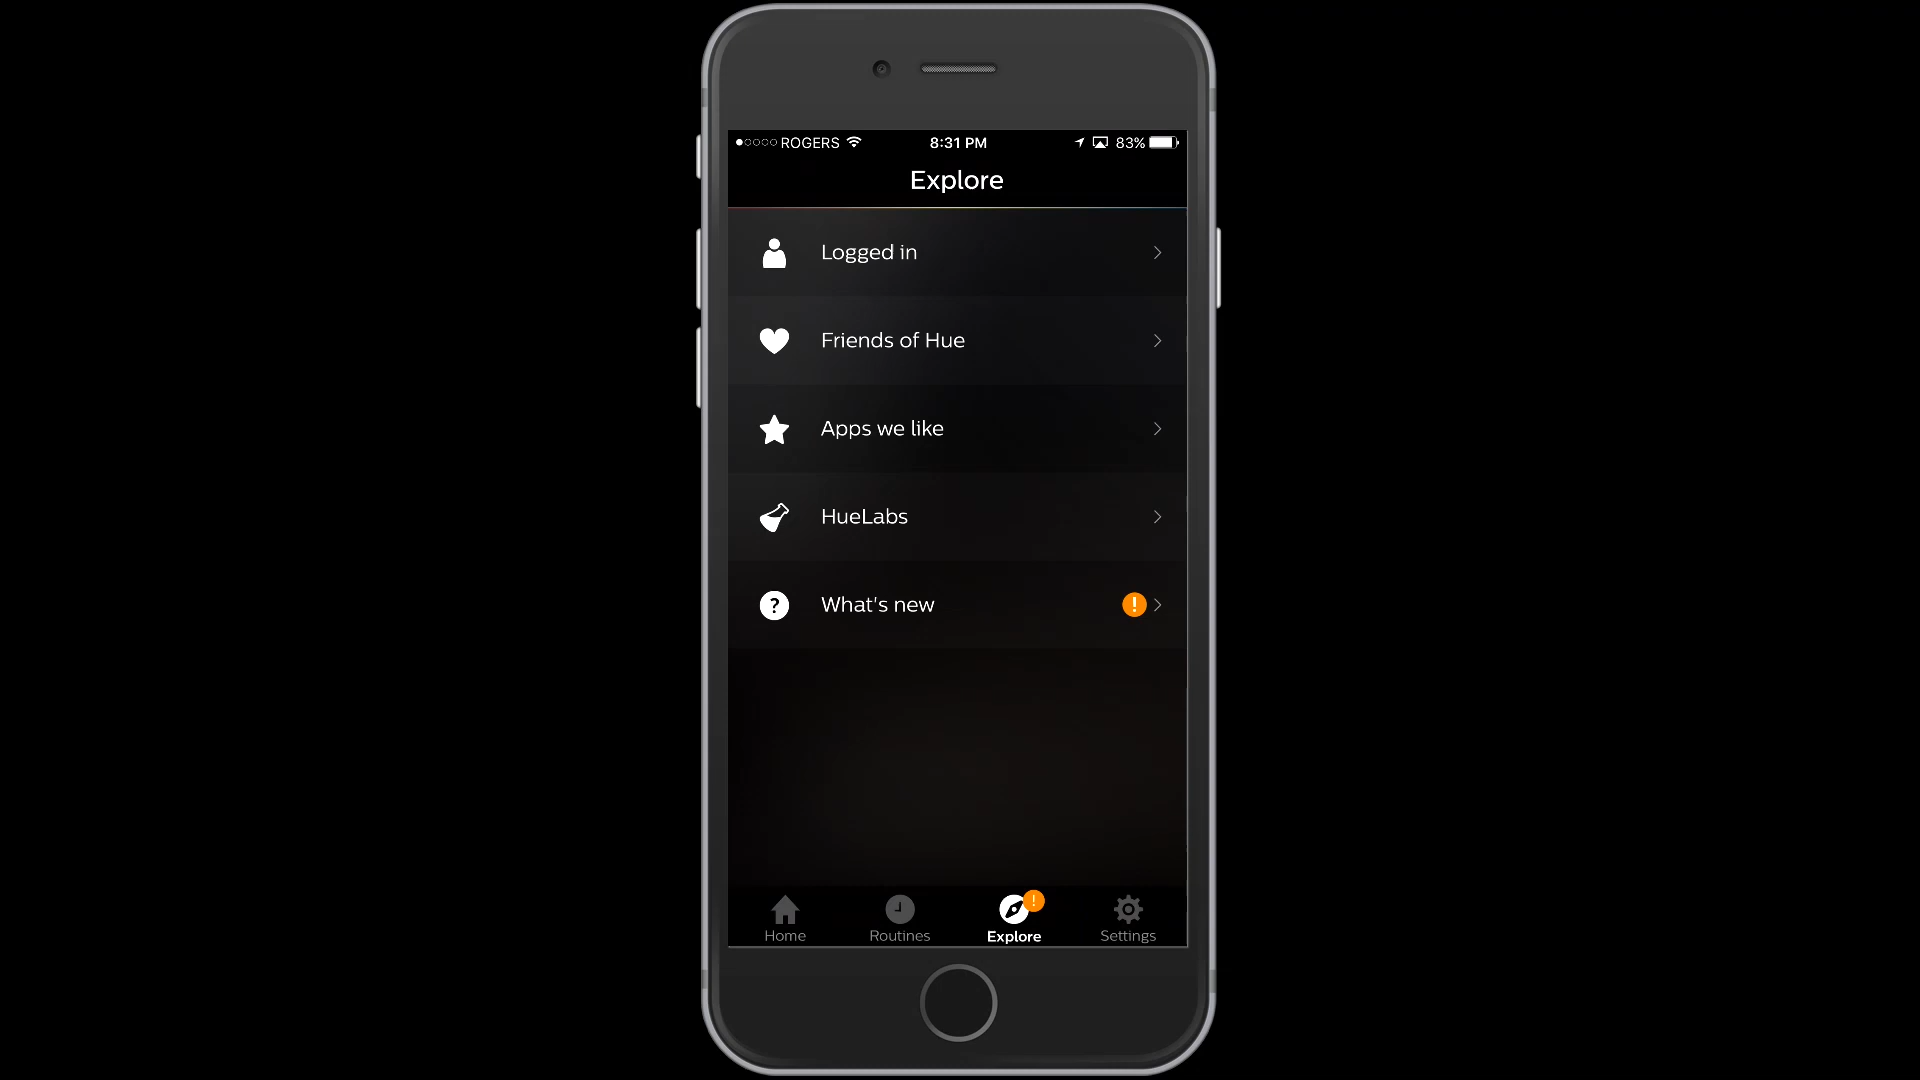 ROGERS 8:31 PM 83%
Explore
Logged in
Friends of Hue
Apps we like
HueLabs
? What's new !
!
Home Routines Explore Settings